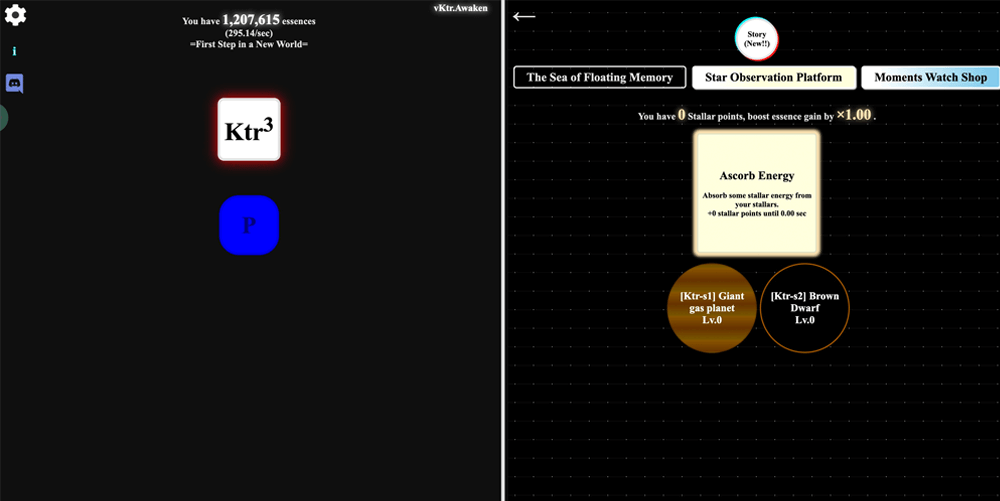 vKtr.Awaken
You have 1,207,615 essences
(295.14/sec)
=First Step in a New World=
i
Ktr³
P
←
Story
(New!!)
The Sea of Floating Memory
Star Observation Platform
Moments Watch Shop
You have 0 Stallar points, boost essence gain by ×1.00 .
Ascorb Energy
Absorb some stallar energy from
your stallars.
+0 stallar points until 0.00 sec
[Ktr-s1] Giant
gas planet
Lv.0
[Ktr-s2] Brown
Dwarf
Lv.0